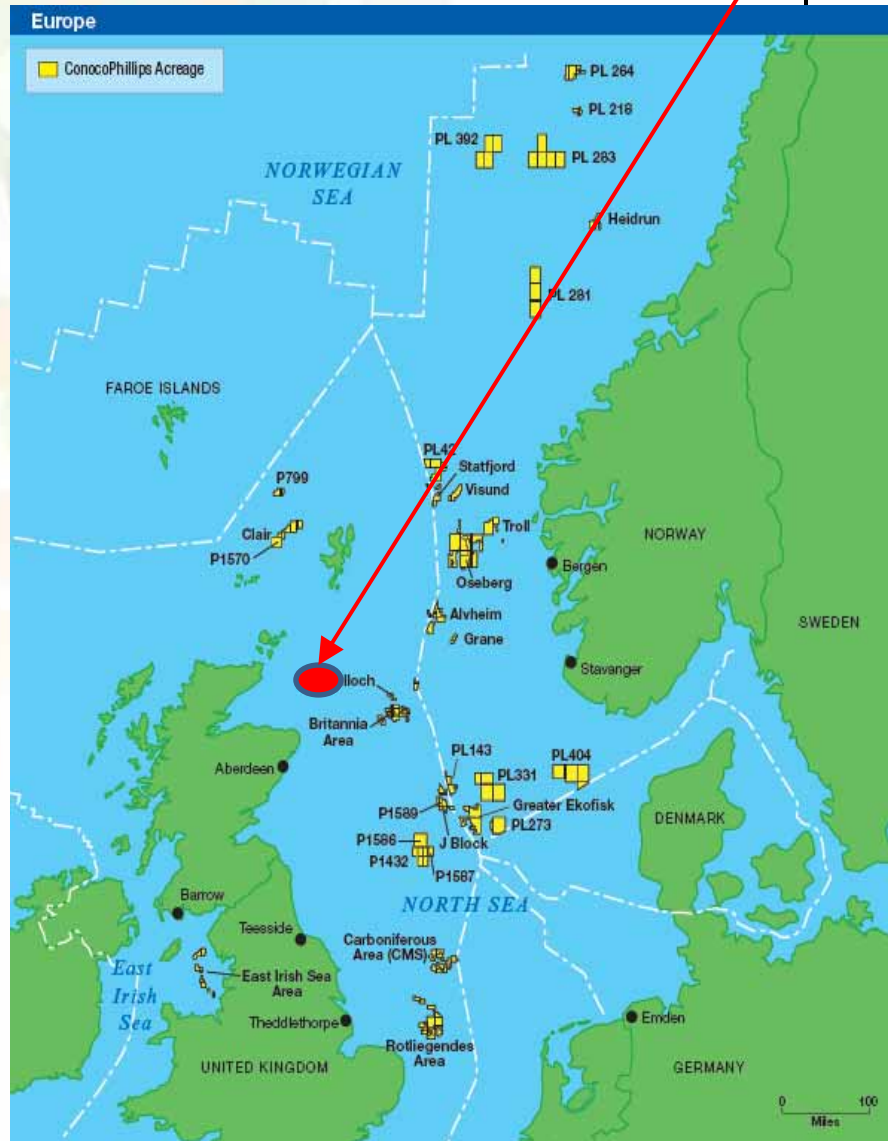 Europe
ConocoPhillips Acreage
PL 264
PL 218
PL 392
PL 283
NORWEGIAN
SEA
Heidrun
PL 281
FAROE ISLANDS
PL42
Statfjord
P799
Visund
Clair
Troll
NORWAY
P1570
Bergen
Oseberg
Alvheim
SWEDEN
Grane
Stavanger
lloch
Britannia
Area
PL143
PL404
Aberdeen
PL331
Greater Ekofisk
P1589
DENMARK
PL273
P1586
J Block
P1432
P1587
Barrow
NORTH SEA
Teesside
Carboniferous
Area (CMS)
East
Irish
Sea
East Irish Sea
Area
Theddlethorpe
Emden
Rotliegendes
Area
UNITED KINGDOM
GERMANY
0 100
Miles